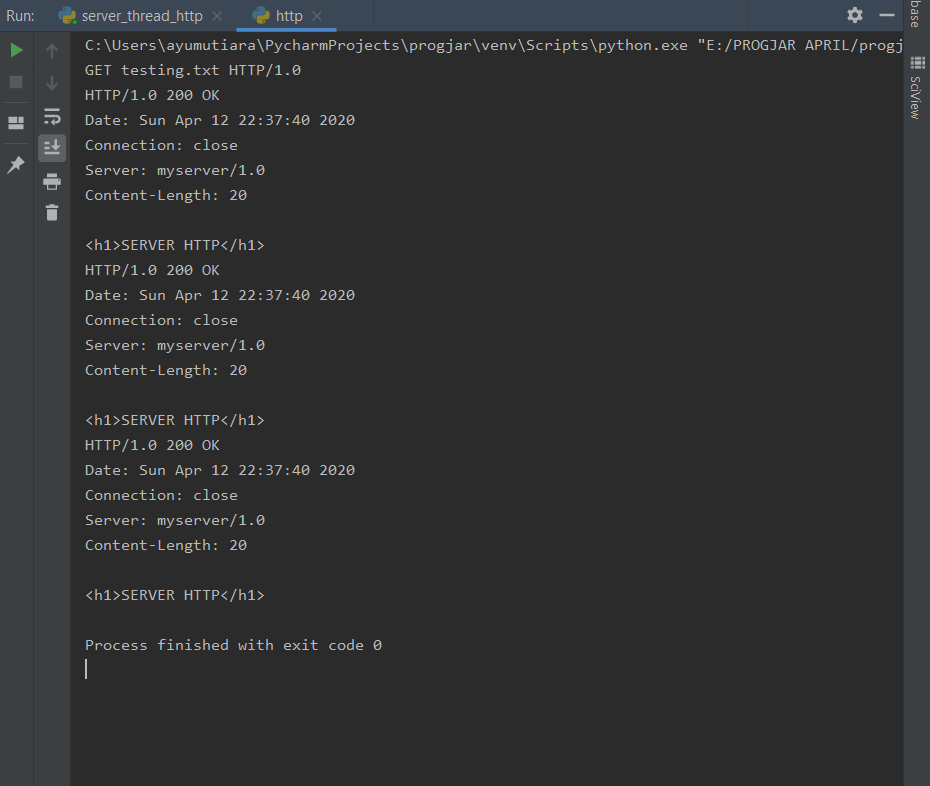 Run: server_thread_http http
C:\Users\ayumutiara\PycharmProjects\progjar\venv\Scripts\python.exe "E:/PROGJAR APRIL/progj
GET testing.txt HTTP/1.0
HTTP/1.0 200 OK
Date: Sun Apr 12 22:37:40 2020
Connection: close
Server: myserver/1.0
Content-Length: 20
<h1>SERVER HTTP</h1>
HTTP/1.0 200 OK
Date: Sun Apr 12 22:37:40 2020
Connection: close
Server: myserver/1.0
Content-Length: 20
<h1>SERVER HTTP</h1>
HTTP/1.0 200 OK
Date: Sun Apr 12 22:37:40 2020
Connection: close
Server: myserver/1.0
Content-Length: 20
<h1>SERVER HTTP</h1>
Process finished with exit code 0
base
SciView